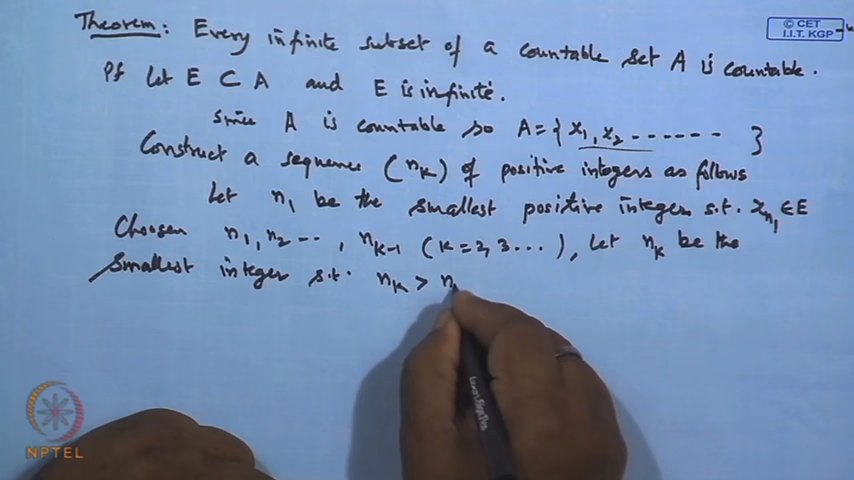 © CET
I.I.T. KGP
Theorem: Every infinite subset of a countable set A is countable.
Pf Let E ⊂ A and E is infinite.
Since A is countable so A = { x₁, x₂ ------ }
Construct a sequence (nₖ) of positive integers as follows
Let n₁ be the smallest positive integer s.t. xₙ₁ ∈ E
Choosen n₁, n₂ --, nₖ₋₁ (k = 2, 3 ...), Let nₖ be the
smallest integer s.t. nₖ > n
NPTEL